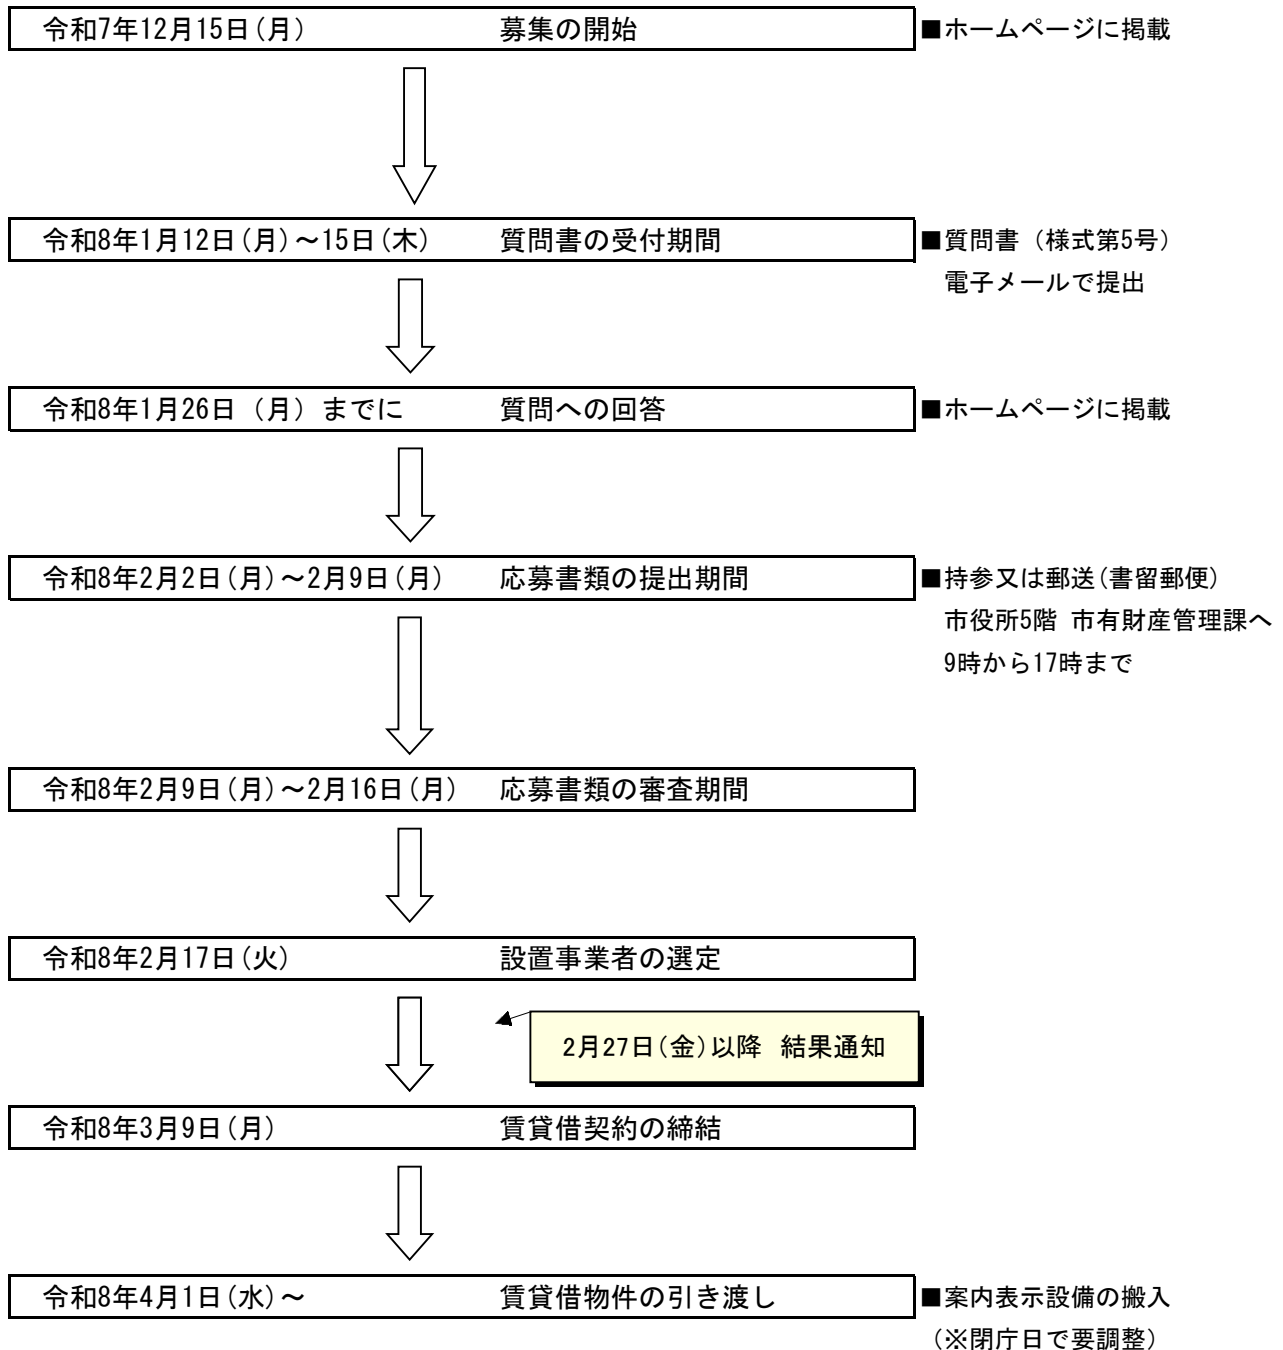 令和7年12月15日(月) 募集の開始 ■ホームページに掲載
令和8年1月12日(月)～15日(木) 質問書の受付期間 ■質問書（様式第5号）
電子メールで提出
令和8年1月26日（月）までに 質問への回答 ■ホームページに掲載
令和8年2月2日(月)～2月9日(月) 応募書類の提出期間 ■持参又は郵送(書留郵便)
市役所5階 市有財産管理課へ
9時から17時まで
令和8年2月9日(月)～2月16日(月) 応募書類の審査期間
令和8年2月17日(火) 設置事業者の選定
2月27日(金)以降 結果通知
令和8年3月9日(月) 賃貸借契約の締結
令和8年4月1日(水)～ 賃貸借物件の引き渡し ■案内表示設備の搬入
(※閉庁日で要調整)